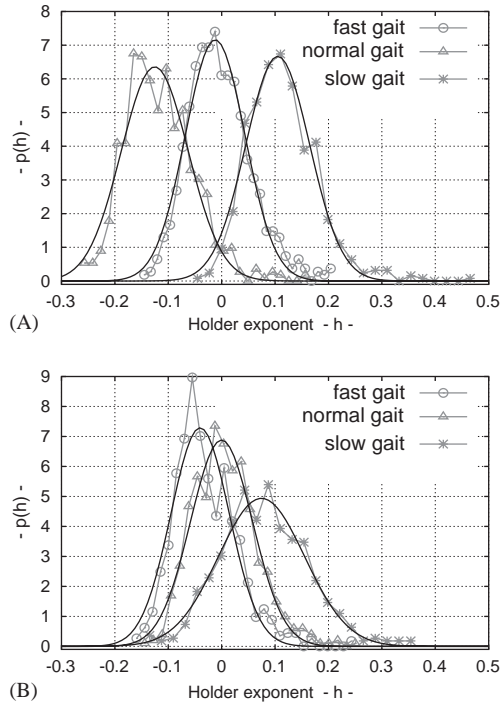 8
7
6
5
4
3
2
1
0
- p(h) -
fast gait
normal gait
slow gait
-0.3 -0.2 -0.1 0 0.1 0.2 0.3 0.4 0.5
(A) Holder exponent - h -
9
8
7
6
5
4
3
2
1
0
- p(h) -
fast gait
normal gait
slow gait
-0.3 -0.2 -0.1 0 0.1 0.2 0.3 0.4 0.5
(B) Holder exponent - h -